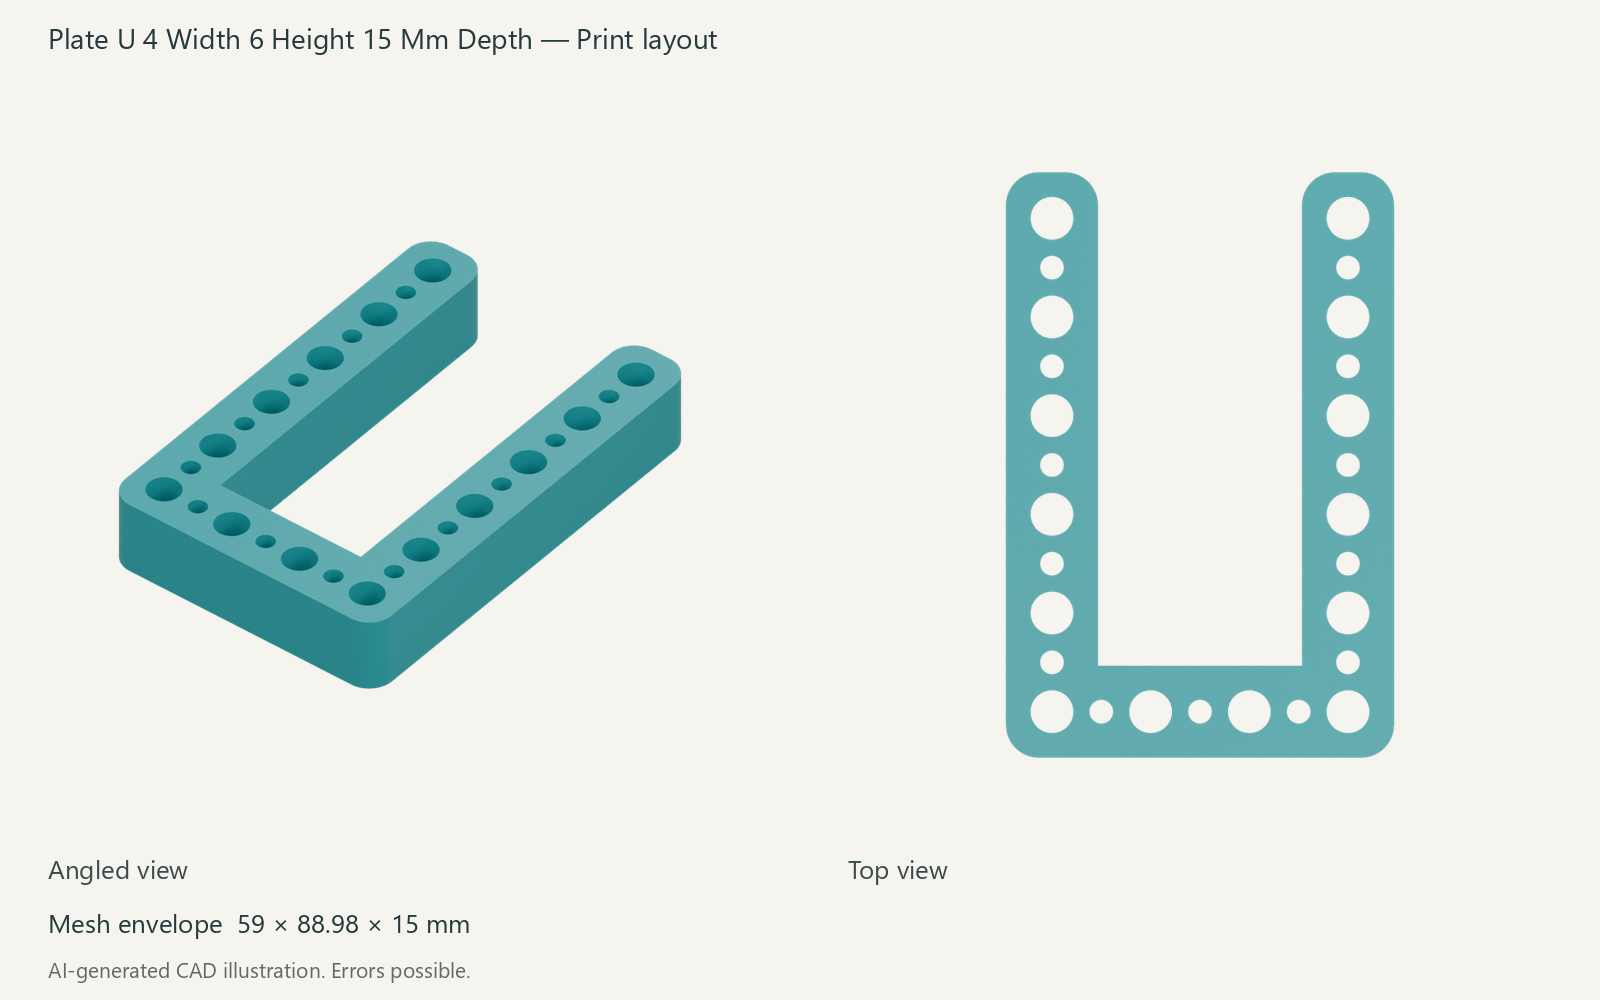 Plate U 4 Width 6 Height 15 Mm Depth — Print layout
Angled view
Top view
Mesh envelope 59 × 88.98 × 15 mm
AI-generated CAD illustration. Errors possible.